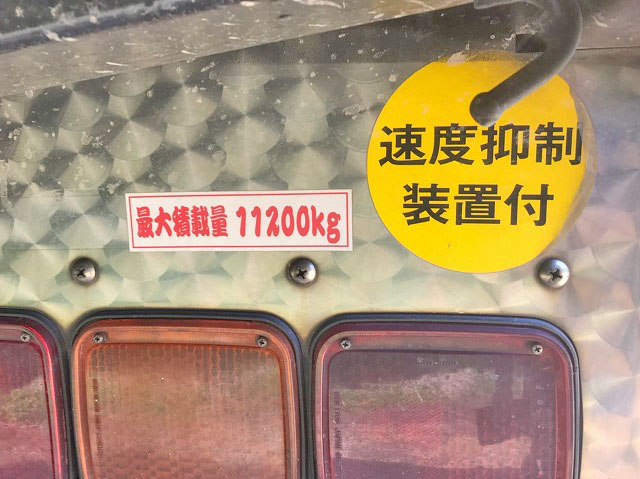 速度抑制
装置付
最大積載量 11200kg